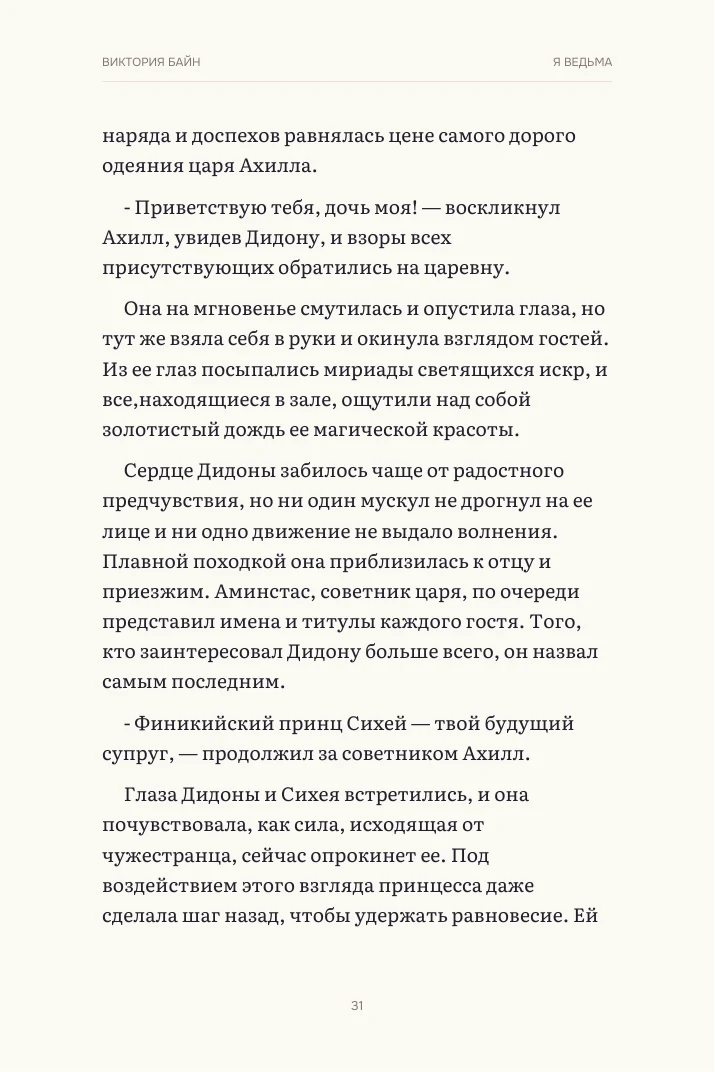 ВИКТОРИЯ БАЙН
Я ВЕДЬМА
наряда и доспехов равнялась цене самого дорого
одеяния царя Ахилла.
- Приветствую тебя, дочь моя! — воскликнул
Ахилл, увидев Дидону, и взоры всех
присутствующих обратились на царевну.
Она на мгновенье смутилась и опустила глаза, но
тут же взяла себя в руки и окинула взглядом гостей.
Из ее глаз посыпались мириады светящихся искр, и
все,находящиеся в зале, ощутили над собой
золотистый дождь ее магической красоты.
Сердце Дидоны забилось чаще от радостного
предчувствия, но ни один мускул не дрогнул на ее
лице и ни одно движение не выдало волнения.
Плавной походкой она приблизилась к отцу и
приезжим. Аминстас, советник царя, по очереди
представил имена и титулы каждого гостя. Того,
кто заинтересовал Дидону больше всего, он назвал
самым последним.
- Финикийский принц Сихей — твой будущий
супруг, — продолжил за советником Ахилл.
Глаза Дидоны и Сихея встретились, и она
почувствовала, как сила, исходящая от
чужестранца, сейчас опрокинет ее. Под
воздействием этого взгляда принцесса даже
сделала шаг назад, чтобы удержать равновесие. Ей
31